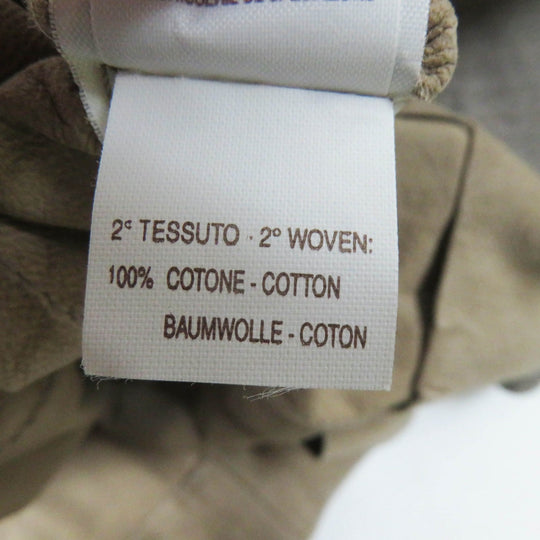 2° TESSUTO · 2° WOVEN:
100% COTONE - COTTON
BAUMWOLLE - COTON